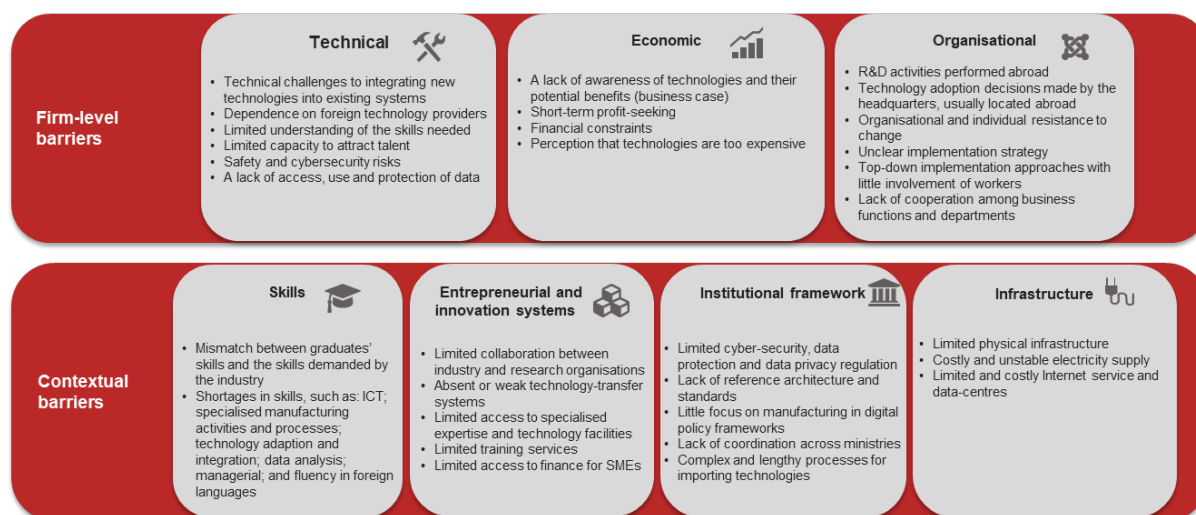 Firm-level
barriers
Technical
• Technical challenges to integrating new
technologies into existing systems
• Dependence on foreign technology providers
• Limited understanding of the skills needed
• Limited capacity to attract talent
• Safety and cybersecurity risks
• A lack of access, use and protection of data
Economic
• A lack of awareness of technologies and their
potential benefits (business case)
• Short-term profit-seeking
• Financial constraints
• Perception that technologies are too expensive
Organisational
• R&D activities performed abroad
• Technology adoption decisions made by the
headquarters, usually located abroad
• Organisational and individual resistance to
change
• Unclear implementation strategy
• Top-down implementation approaches with
little involvement of workers
• Lack of cooperation among business
functions and departments
Contextual
barriers
Skills
• Mismatch between graduates'
skills and the skills demanded by
the industry
• Shortages in skills, such as: ICT;
specialised manufacturing
activities and processes;
technology adaption and
integration; data analysis;
managerial; and fluency in foreign
languages
Entrepreneurial and
innovation systems
• Limited collaboration between
industry and research organisations
• Absent or weak technology-transfer
systems
• Limited access to specialised
expertise and technology facilities
• Limited training services
• Limited access to finance for SMEs
Institutional framework
• Limited cyber-security, data
protection and data privacy regulation
• Lack of reference architecture and
standards
• Little focus on manufacturing in digital
policy frameworks
• Lack of coordination across ministries
• Complex and lengthy processes for
importing technologies
Infrastructure
• Limited physical infrastructure
• Costly and unstable electricity supply
• Limited and costly Internet service and
data-centres